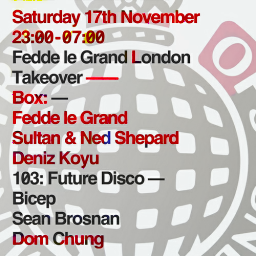 Saturday 17th November
23:00-07:00
Fedde le Grand London
Takeover ——
Box: —
Fedde le Grand
Sultan & Ned Shepard
Deniz Koyu
103: Future Disco —
Bicep
Sean Brosnan
Dom Chung